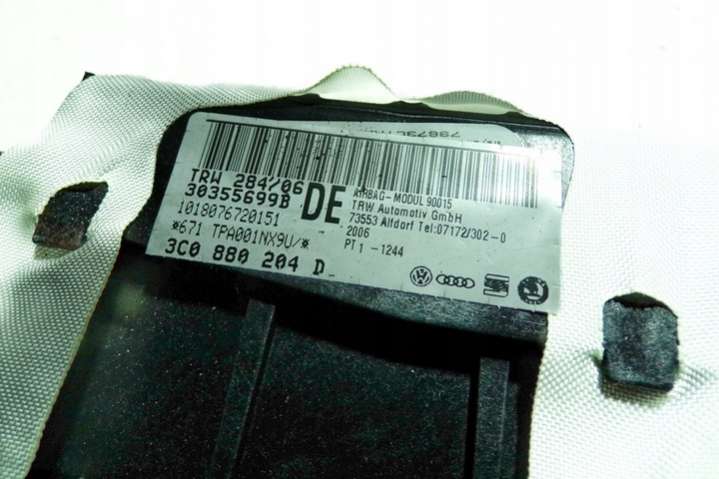 TRW 284/06
30355699B
1018076720151
*671 TPA001NX9U/*
3C0 880 204 D
DE
AIRBAG-MODUL 90015
TRW Automotiv GmbH
73553 Alfdorf Tel:07172/302-0
2006
PT1 -1244